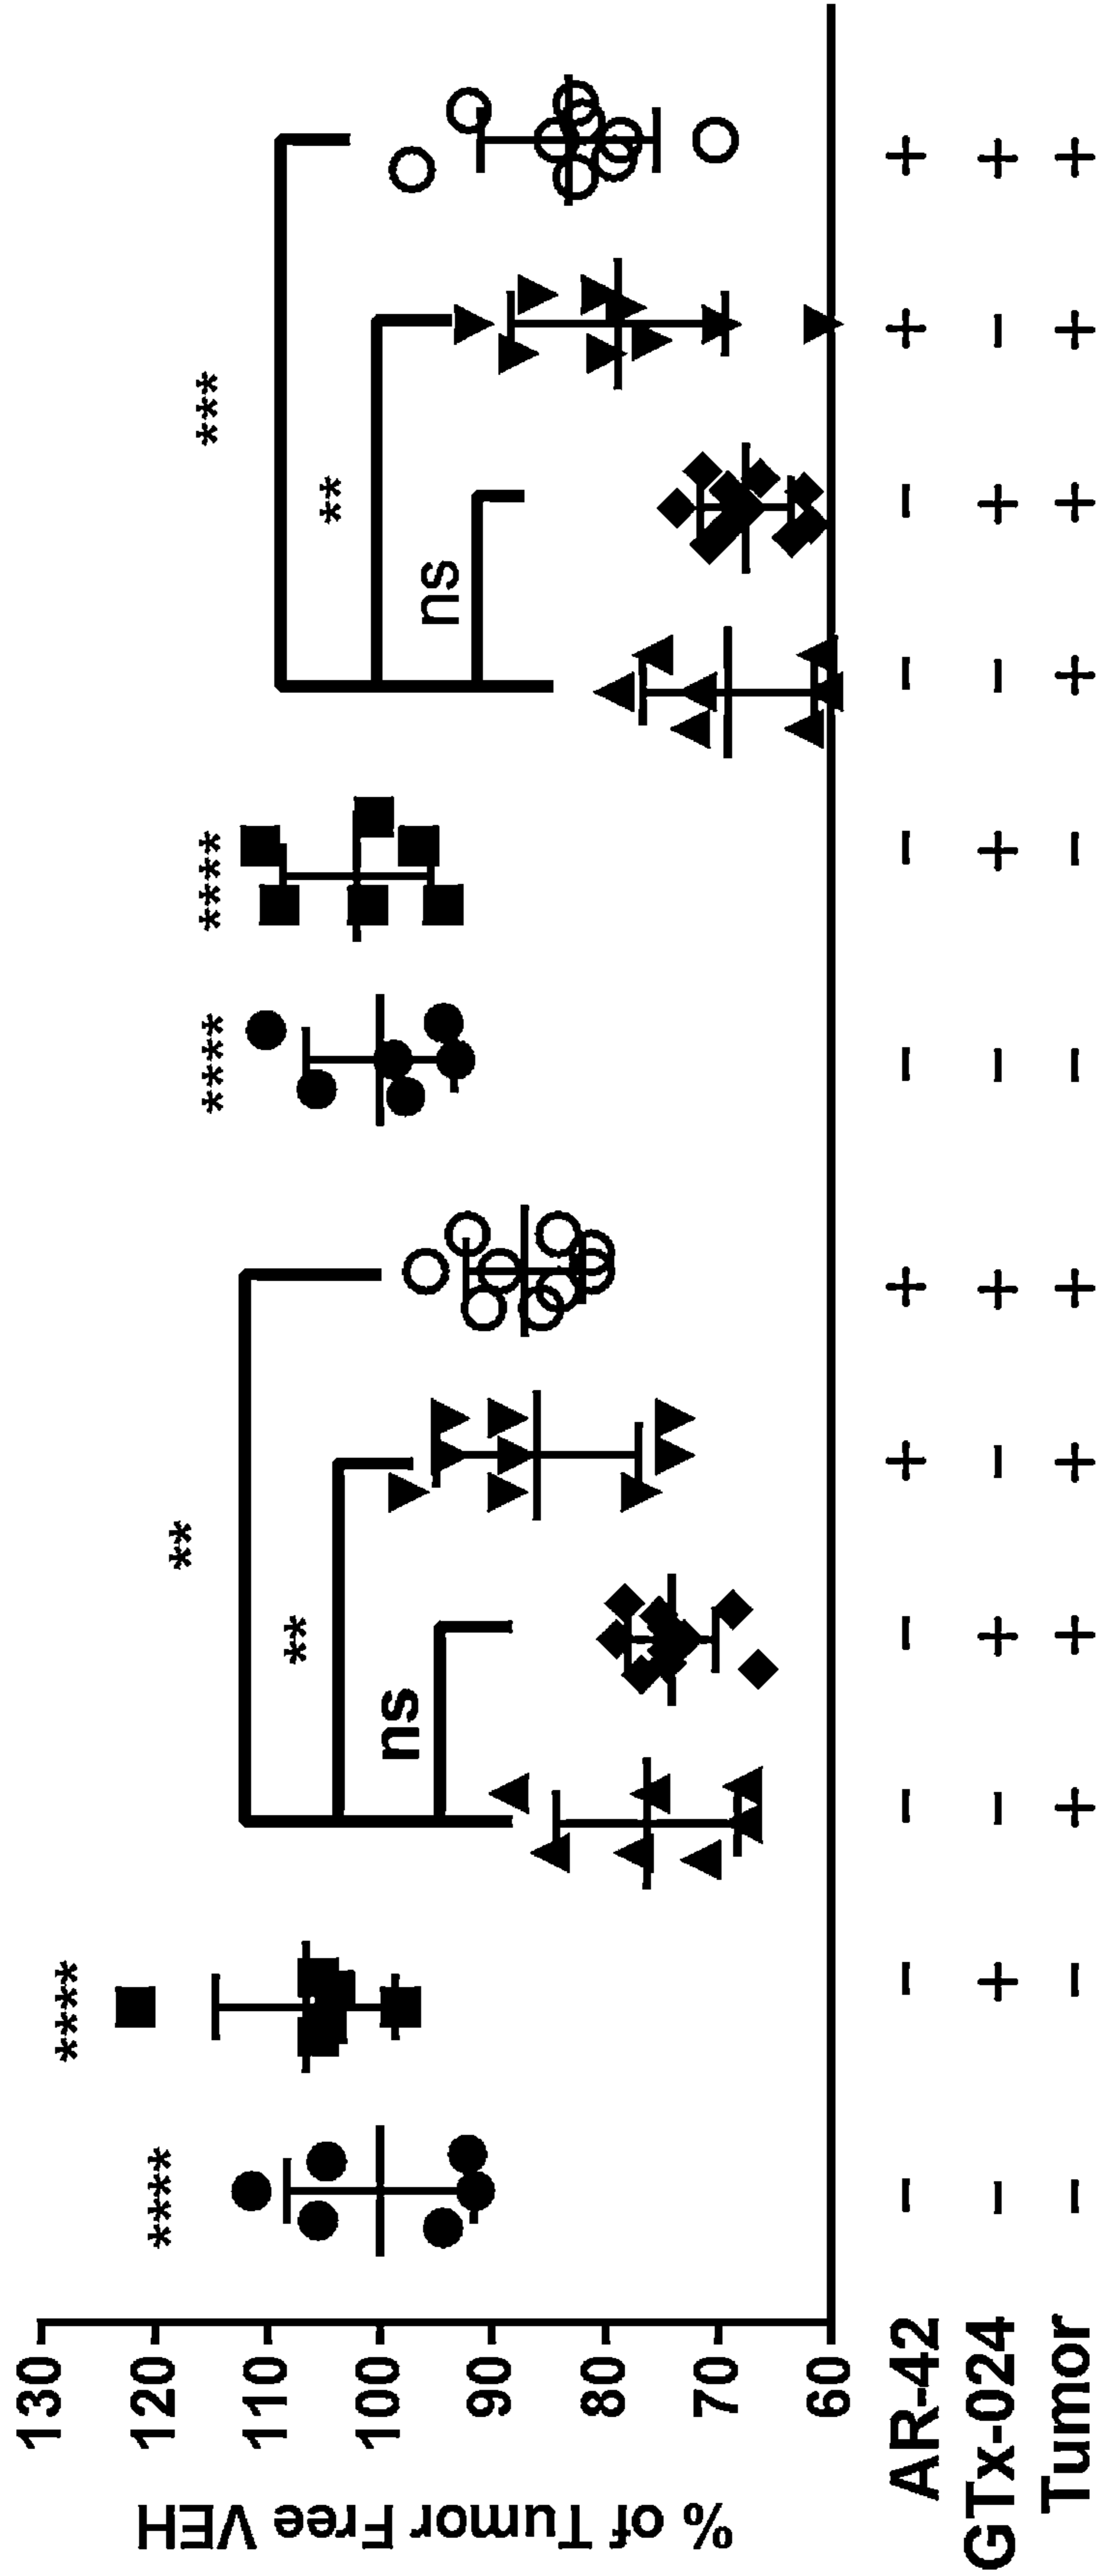 % of Tumor Free VEH
130
120
110
100
90
80
70
60
****
****
**
**
ns
****
****
***
**
ns
AR-42 − − − − + + − − − − + +
GTx-024 − + − + − + − + − + − +
Tumor − − + + + + − − + + + +